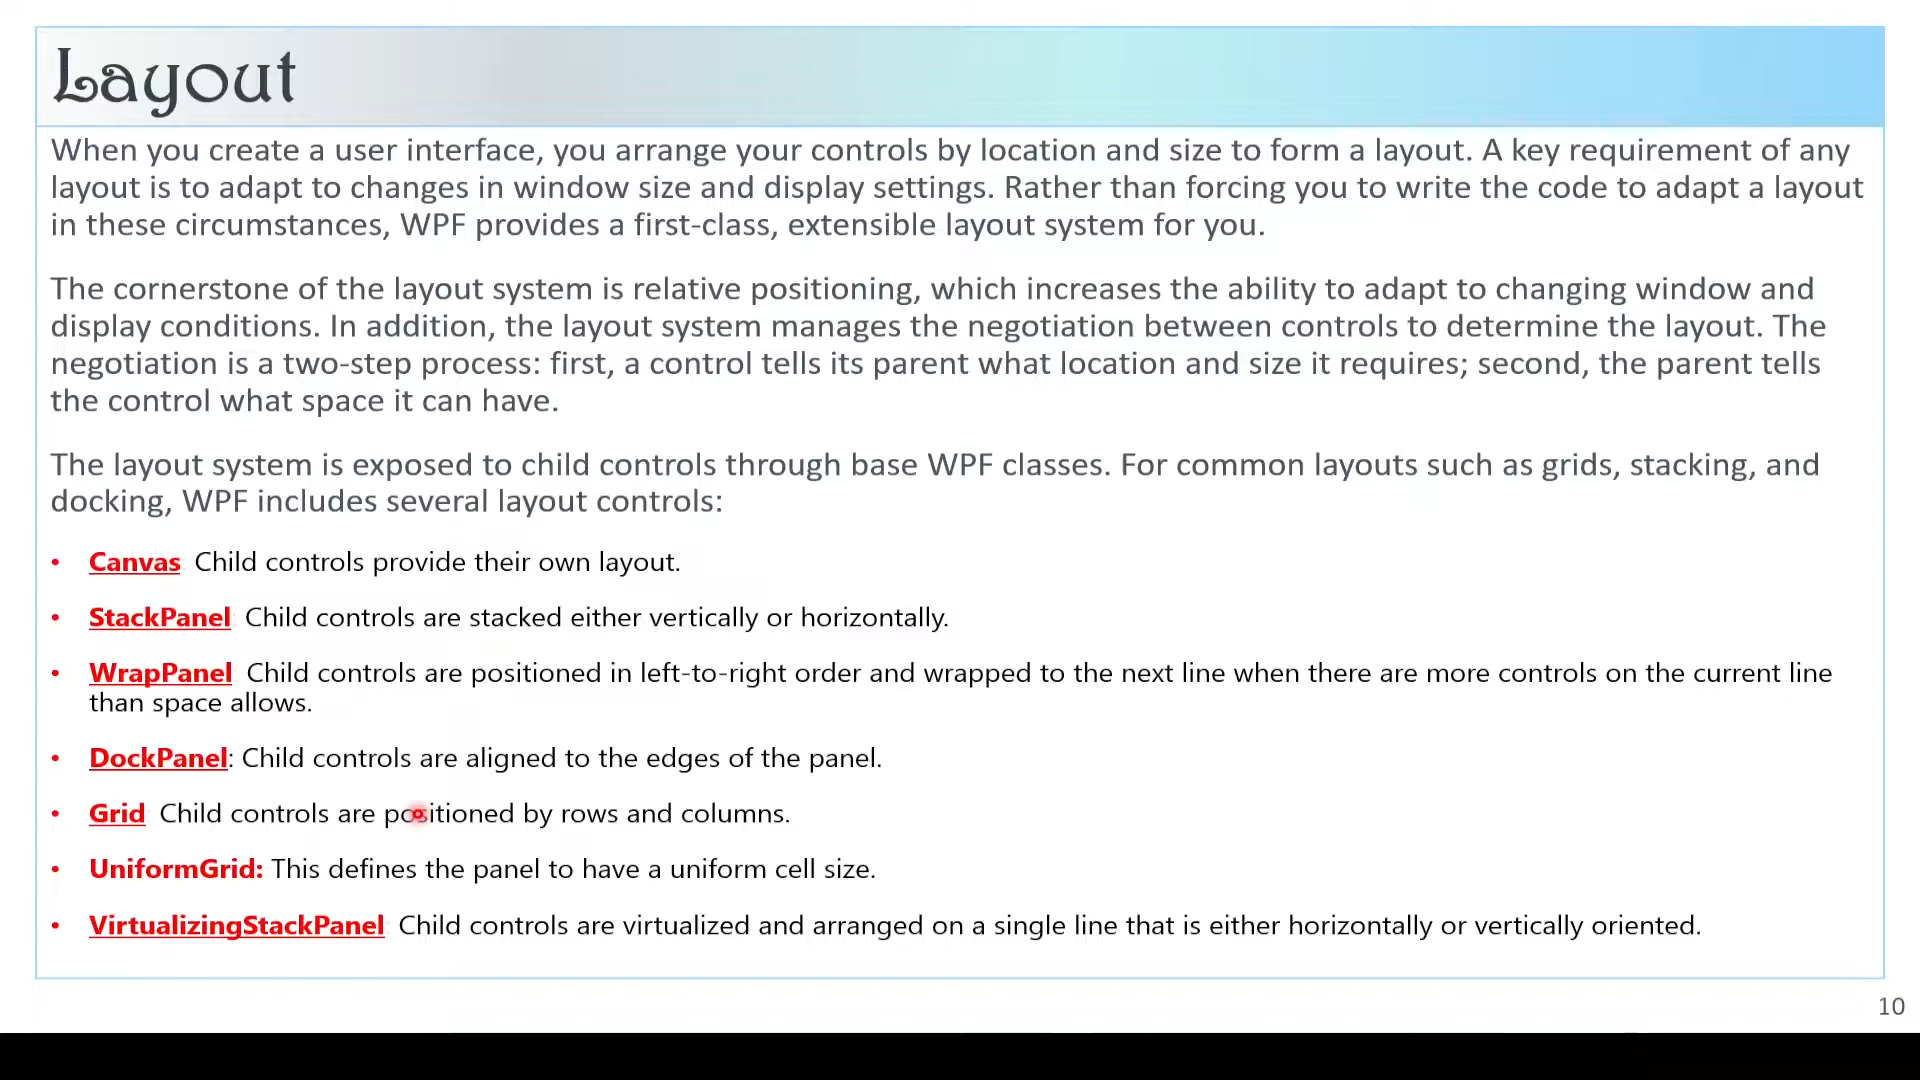 Layout
When you create a user interface, you arrange your controls by location and size to form a layout. A key requirement of any
layout is to adapt to changes in window size and display settings. Rather than forcing you to write the code to adapt a layout
in these circumstances, WPF provides a first-class, extensible layout system for you.
The cornerstone of the layout system is relative positioning, which increases the ability to adapt to changing window and
display conditions. In addition, the layout system manages the negotiation between controls to determine the layout. The
negotiation is a two-step process: first, a control tells its parent what location and size it requires; second, the parent tells
the control what space it can have.
The layout system is exposed to child controls through base WPF classes. For common layouts such as grids, stacking, and
docking, WPF includes several layout controls:
• Canvas Child controls provide their own layout.
• StackPanel Child controls are stacked either vertically or horizontally.
• WrapPanel Child controls are positioned in left-to-right order and wrapped to the next line when there are more controls on the current line
than space allows.
• DockPanel: Child controls are aligned to the edges of the panel.
• Grid Child controls are positioned by rows and columns.
• UniformGrid: This defines the panel to have a uniform cell size.
• VirtualizingStackPanel Child controls are virtualized and arranged on a single line that is either horizontally or vertically oriented.
10